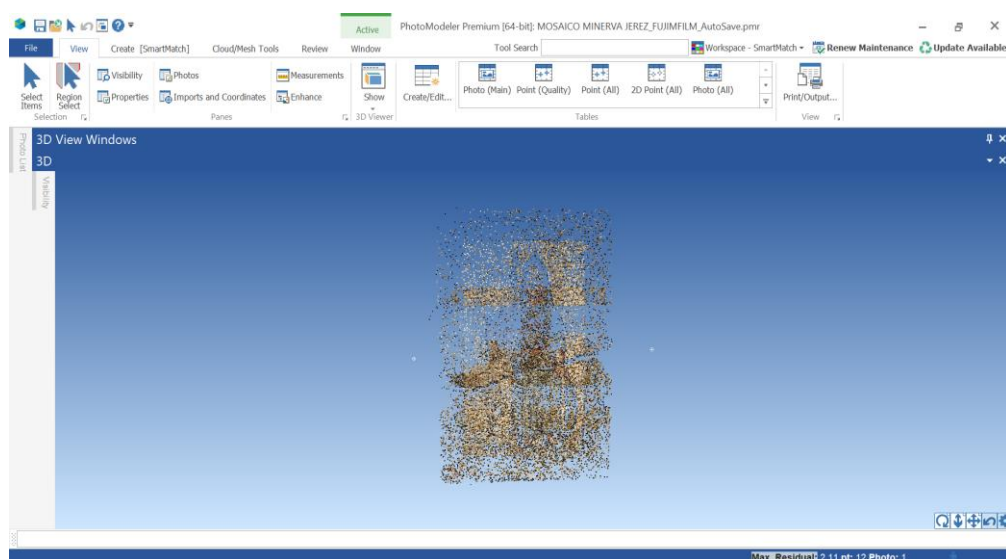 Active PhotoModeler Premium [64-bit]: MOSAICO MINERVA JEREZ_FUJIMFILM_AutoSave.pmr
File View Create [SmartMatch] Cloud/Mesh Tools Review Window Tool Search Workspace - SmartMatch Renew Maintenance Update Available
Select Items
Region Select
Visibility Photos Measurements
Properties Imports and Coordinates Enhance
Show
Create/Edit...
Photo (Main) Point (Quality) Point (All) 2D Point (All) Photo (All)
Print/Output...
Selection Panes 3D Viewer Tables View
Photo List
3D View Windows
3D
Visibility
Max. Residual: 2.11 pt: 12 Photo: 1